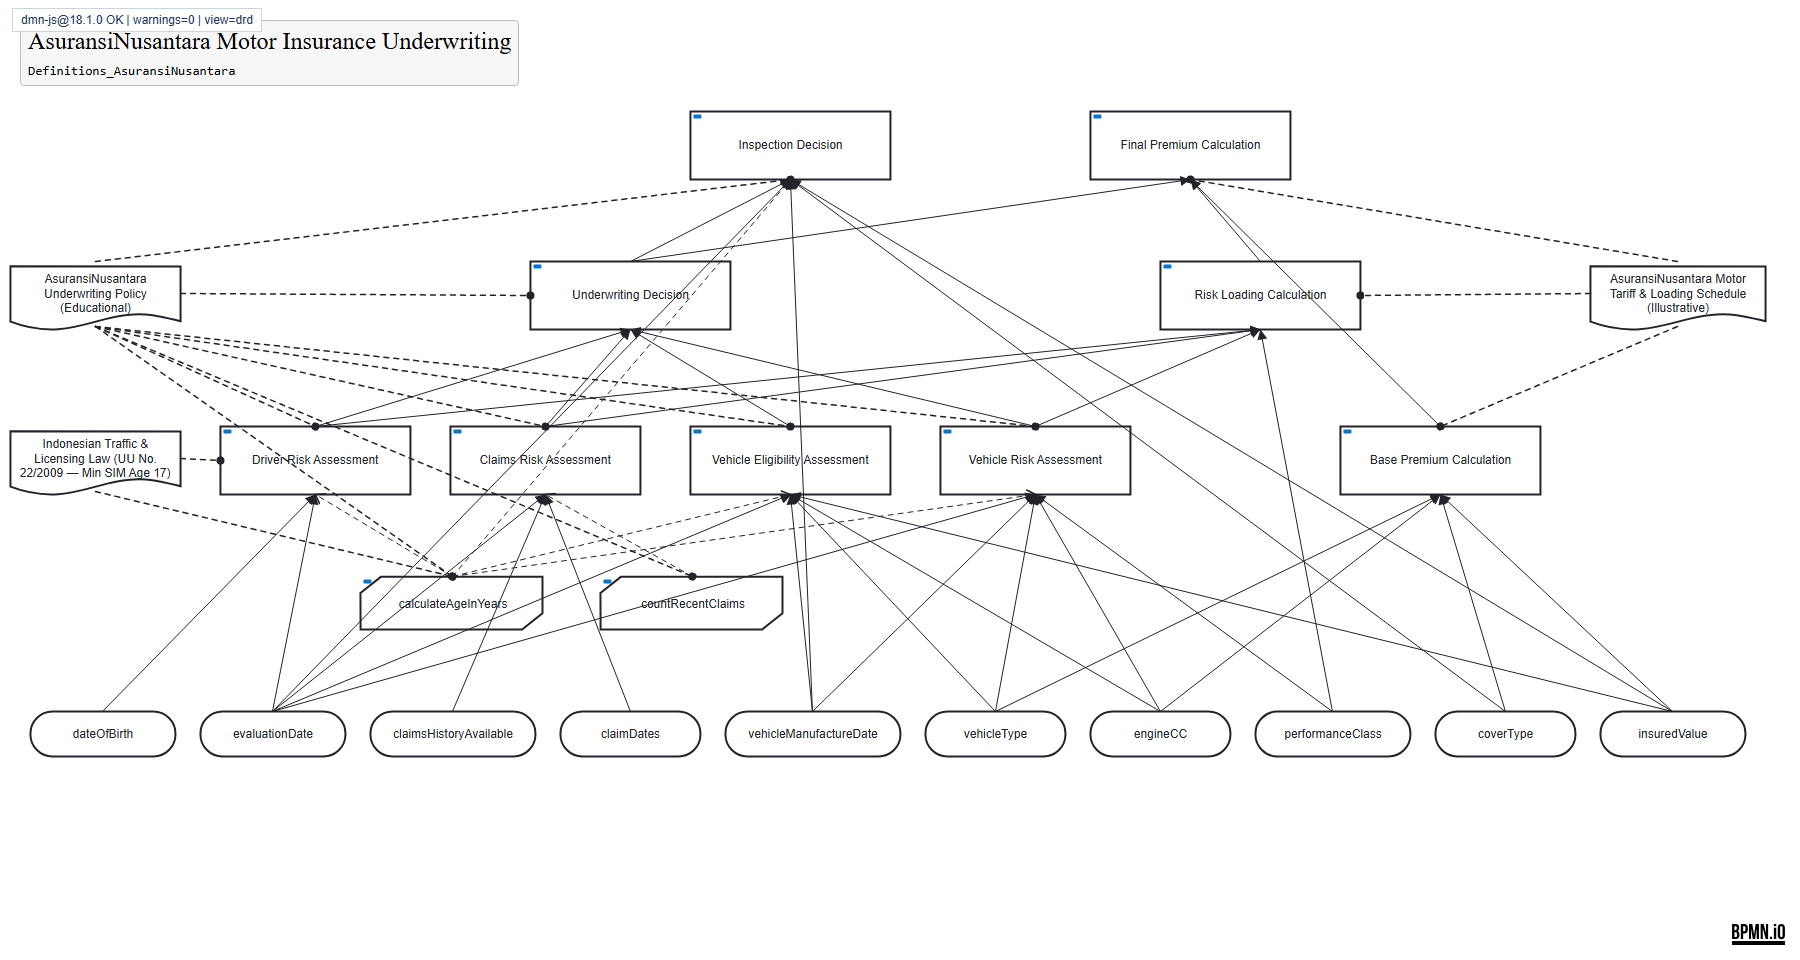 dmn-js@18.1.0 OK | warnings=0 | view=drd
AsuransiNusantara Motor Insurance Underwriting
Definitions_AsuransiNusantara
Inspection Decision
Final Premium Calculation
AsuransiNusantara
Underwriting Policy
(Educational)
Underwriting Decision
Risk Loading Calculation
AsuransiNusantara Motor
Tariff & Loading Schedule
(Illustrative)
Indonesian Traffic &
Licensing Law (UU No.
22/2009 — Min SIM Age 17)
Driver Risk Assessment
Claims Risk Assessment
Vehicle Eligibility Assessment
Vehicle Risk Assessment
Base Premium Calculation
calculateAgeInYears
countRecentClaims
dateOfBirth
evaluationDate
claimsHistoryAvailable
claimDates
vehicleManufactureDate
vehicleType
engineCC
performanceClass
coverType
insuredValue
BPMN.iO